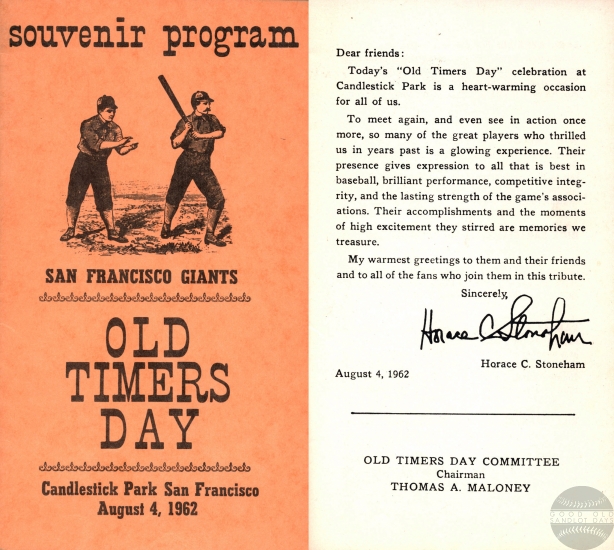 souvenir program
SAN FRANCISCO GIANTS
OLD
TIMERS
DAY
Candlestick Park San Francisco
August 4, 1962
Dear friends:
Today's "Old Timers Day" celebration at
Candlestick Park is a heart-warming occasion
for all of us.
To meet again, and even see in action once
more, so many of the great players who thrilled
us in years past is a glowing experience. Their
presence gives expression to all that is best in
baseball, brilliant performance, competitive integ-
rity, and the lasting strength of the game's associ-
ations. Their accomplishments and the moments
of high excitement they stirred are memories we
treasure.
My warmest greetings to them and their friends
and to all of the fans who join them in this tribute.
Sincerely,
Horace C. Stoneham
Horace C. Stoneham
August 4, 1962
OLD TIMERS DAY COMMITTEE
Chairman
THOMAS A. MALONEY
GOOD OLD
SANDLOT DAYS